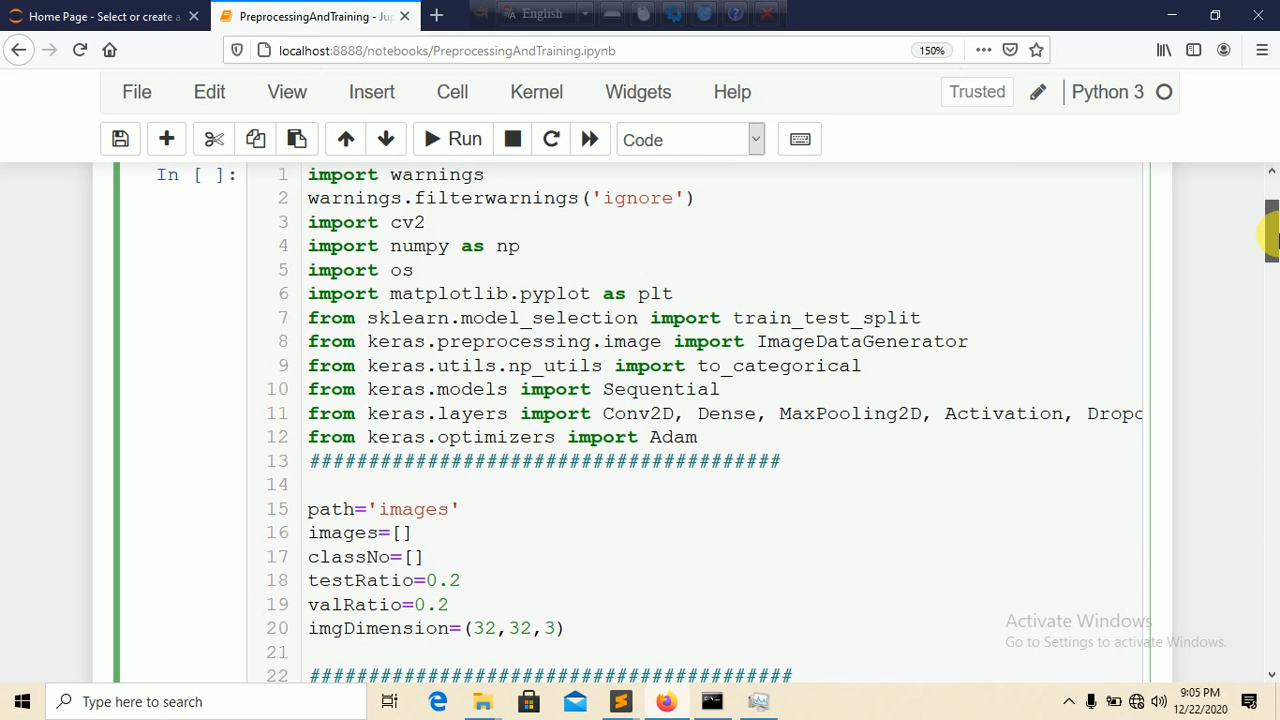 Home Page - Select or create a
PreprocessingAndTraining - Jup
English
localhost:8888/notebooks/PreprocessingAndTraining.ipynb
150%
File Edit View Insert Cell Kernel Widgets Help
Trusted
Python 3
Run
Code
In [ ]:
1 import warnings
2 warnings.filterwarnings('ignore')
3 import cv2
4 import numpy as np
5 import os
6 import matplotlib.pyplot as plt
7 from sklearn.model_selection import train_test_split
8 from keras.preprocessing.image import ImageDataGenerator
9 from keras.utils.np_utils import to_categorical
10 from keras.models import Sequential
11 from keras.layers import Conv2D, Dense, MaxPooling2D, Activation, Dropo
12 from keras.optimizers import Adam
13 ########################################
14
15 path='images'
16 images=[]
17 classNo=[]
18 testRatio=0.2
19 valRatio=0.2
20 imgDimension=(32,32,3)
21
22 #########################################
Activate Windows
Go to Settings to activate Windows.
Type here to search
9:05 PM
12/22/2020